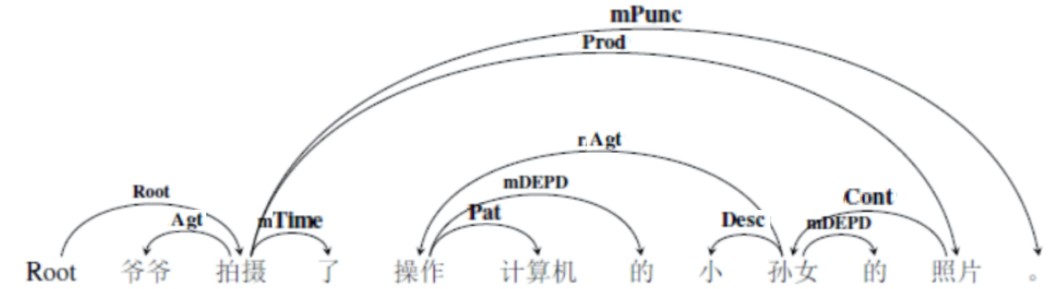 mPunc
Prod
rAgt
Root mDEPD Cont
Agt mTime Pat Desc mDEPD
Root 爷爷 拍摄 了 操作 计算机 的 小 孙女 的 照片 。